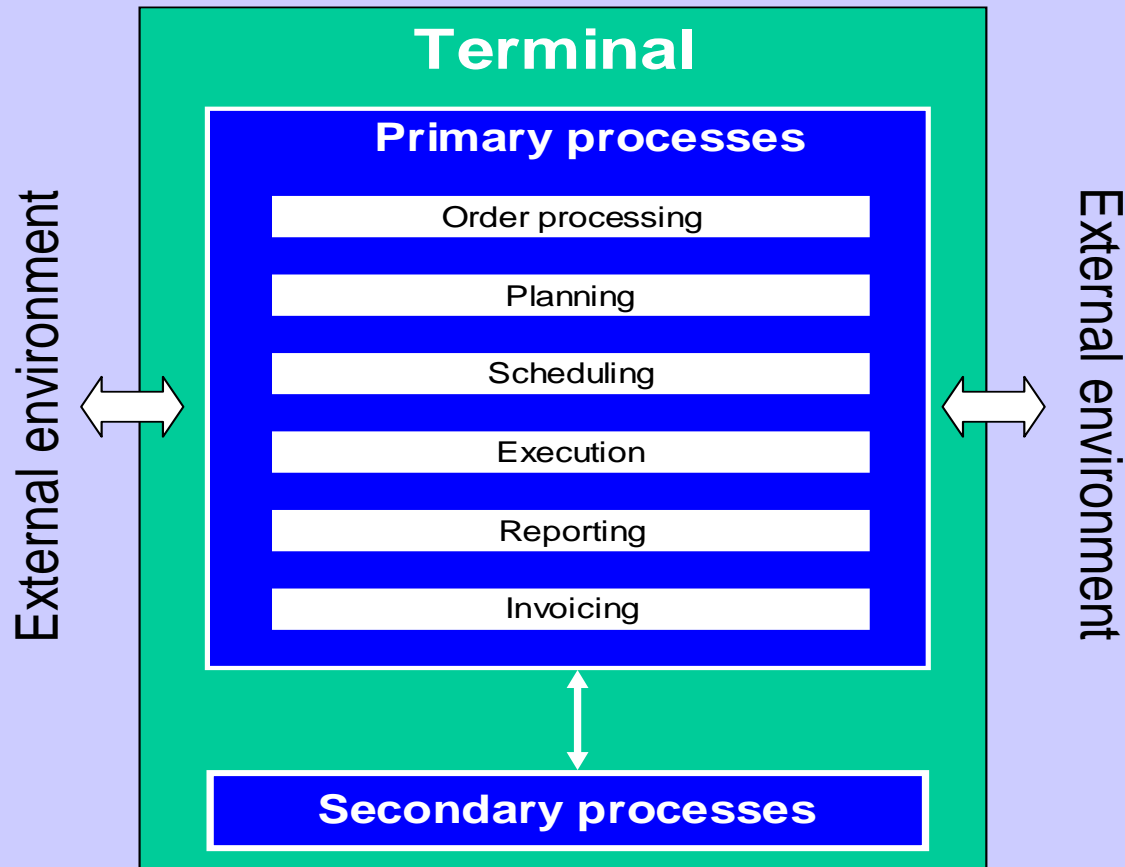 Terminal
Primary processes
Order processing
Planning
Scheduling
Execution
Reporting
Invoicing
Secondary processes
External environment
External environment